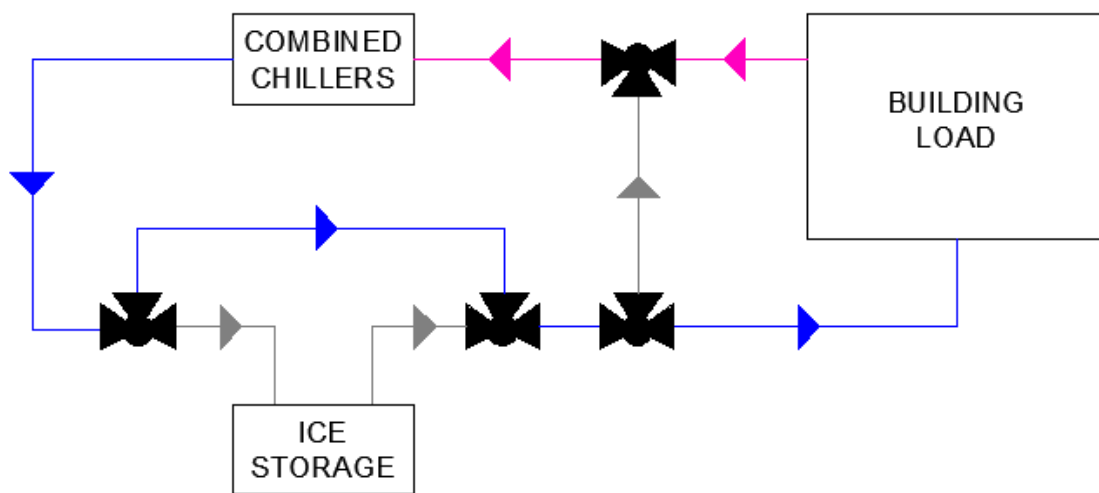 COMBINED
CHILLERS
BUILDING
LOAD
ICE
STORAGE